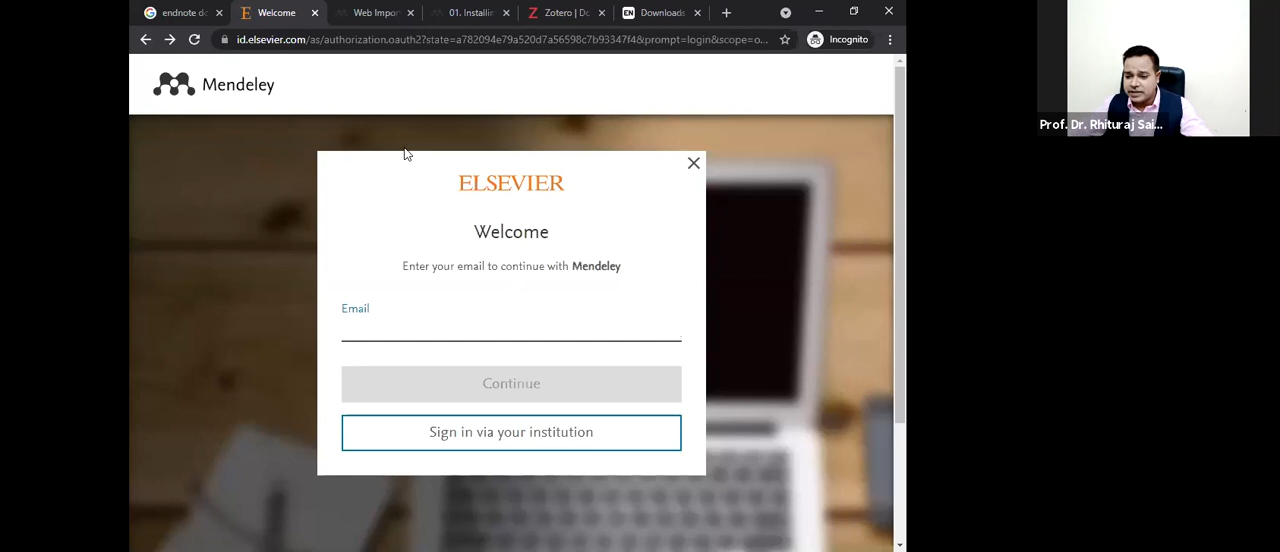 endnote do
Welcome
Web Impor
01. Installin
Zotero | Do
EN
Downloads
id.elsevier.com/as/authorization.oauth2?state=a782094e79a520d7a56598c7b93347f4&prompt=login&scope=o...
Incognito
Mendeley
Prof. Dr. Rhituraj Sai...
ELSEVIER
Welcome
Enter your email to continue with Mendeley
Email
Continue
Sign in via your institution